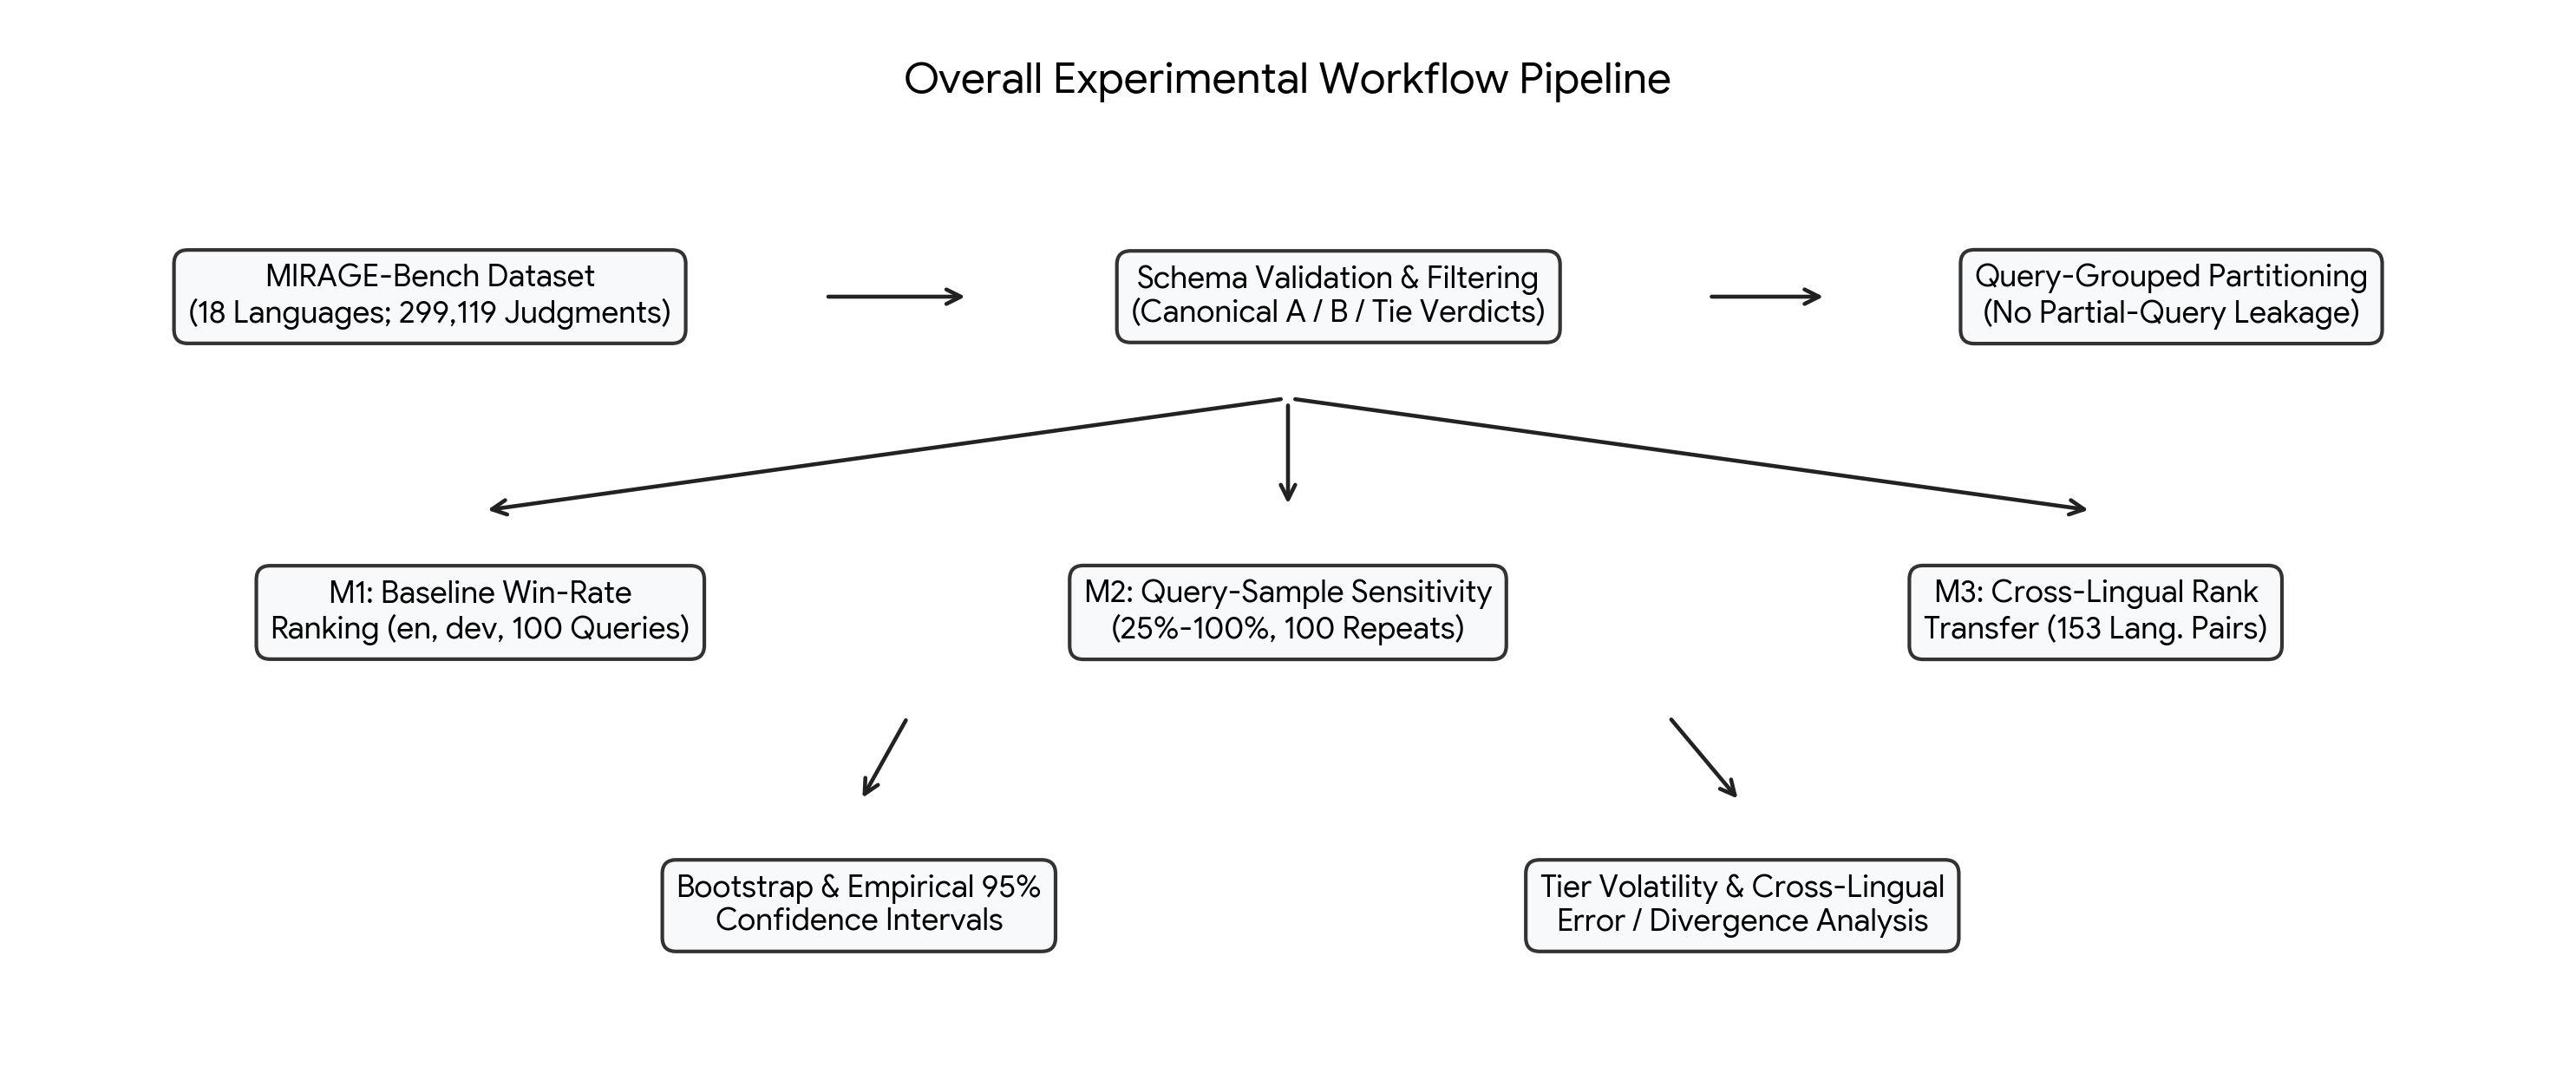 Overall Experimental Workflow Pipeline
MIRAGE-Bench Dataset
(18 Languages; 299,119 Judgments)
Schema Validation & Filtering
(Canonical A / B / Tie Verdicts)
Query-Grouped Partitioning
(No Partial-Query Leakage)
M1: Baseline Win-Rate
Ranking (en, dev, 100 Queries)
M2: Query-Sample Sensitivity
(25%-100%, 100 Repeats)
M3: Cross-Lingual Rank
Transfer (153 Lang. Pairs)
Bootstrap & Empirical 95%
Confidence Intervals
Tier Volatility & Cross-Lingual
Error / Divergence Analysis